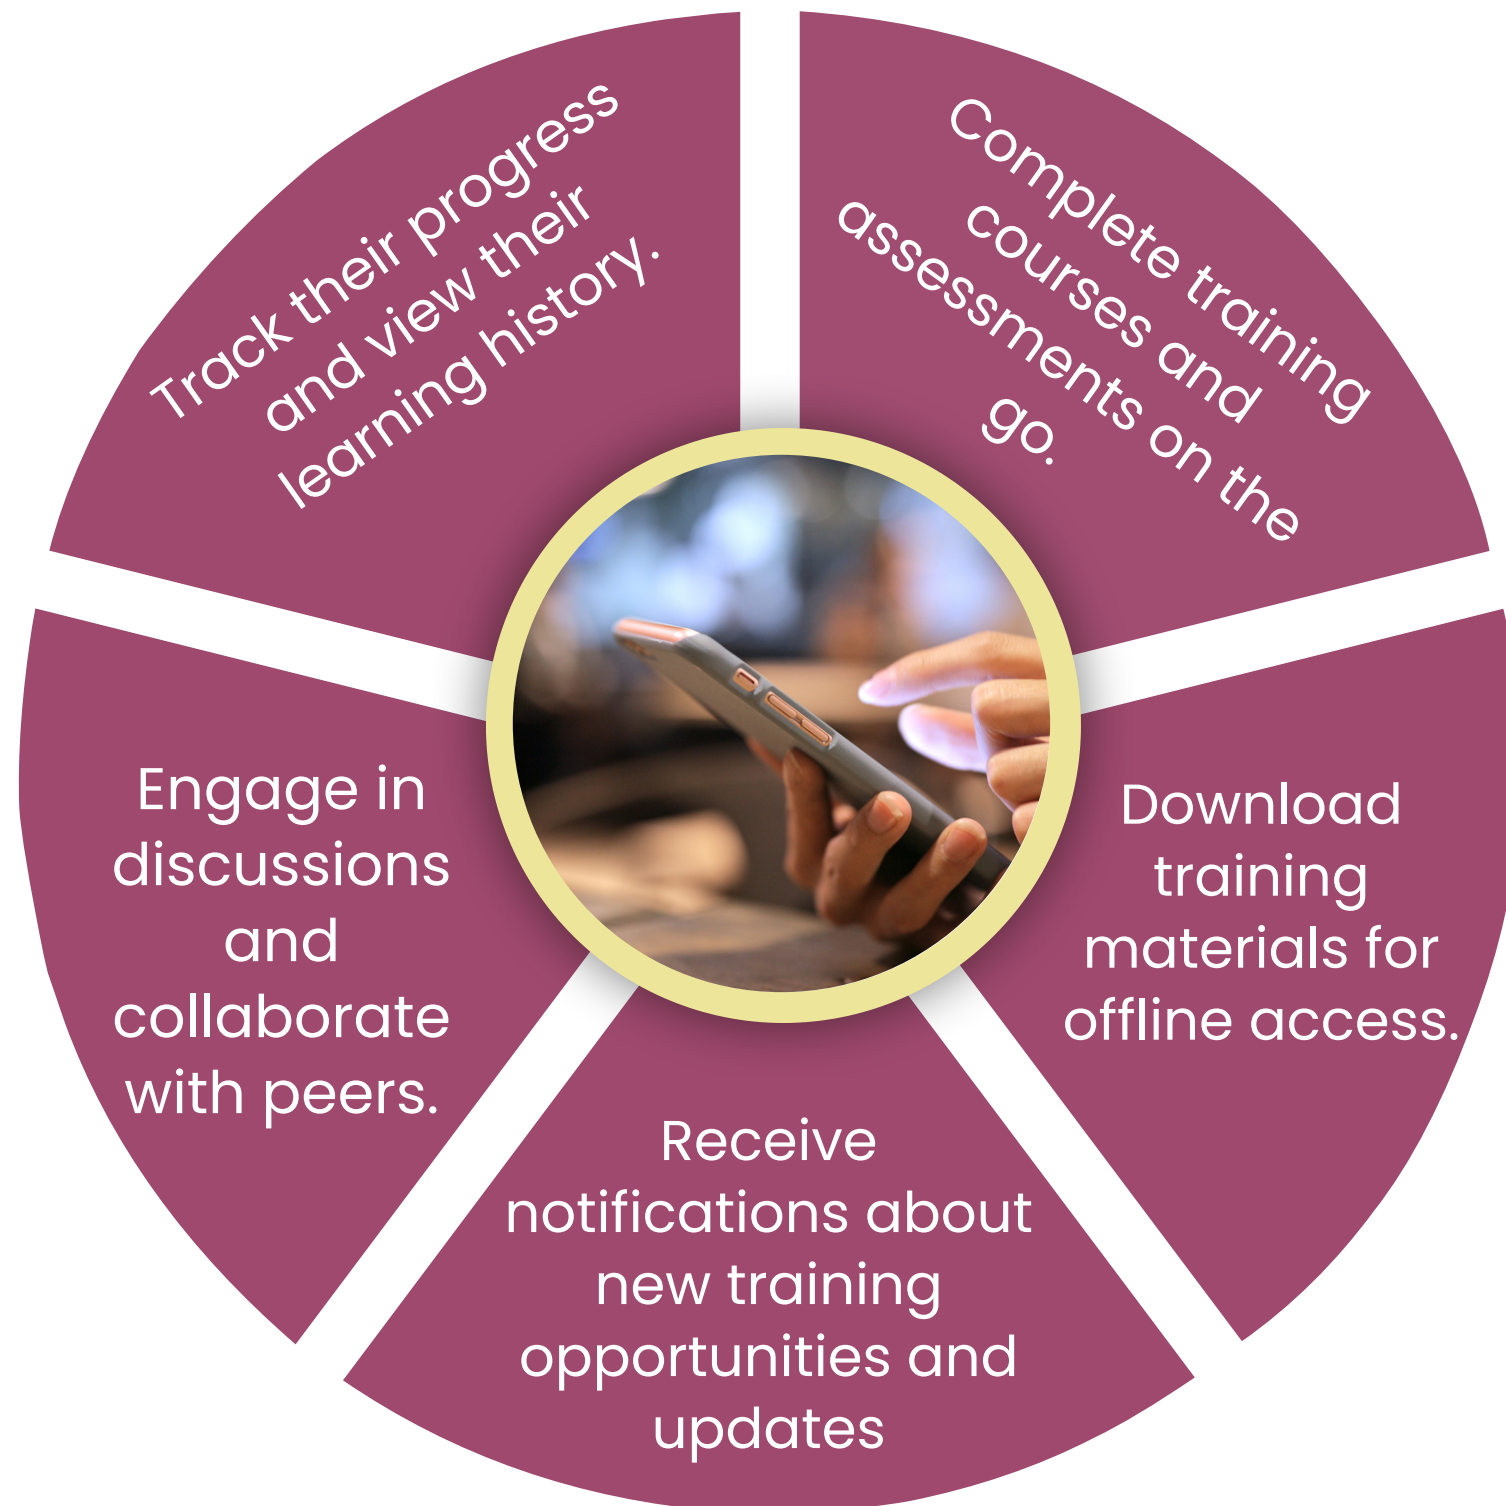 Track their progress
and view their
learning history.
Complete training
courses and
assessments on the
go.
Download
training
materials for
offline access.
Receive
notifications about
new training
opportunities and
updates
Engage in
discussions
and
collaborate
with peers.